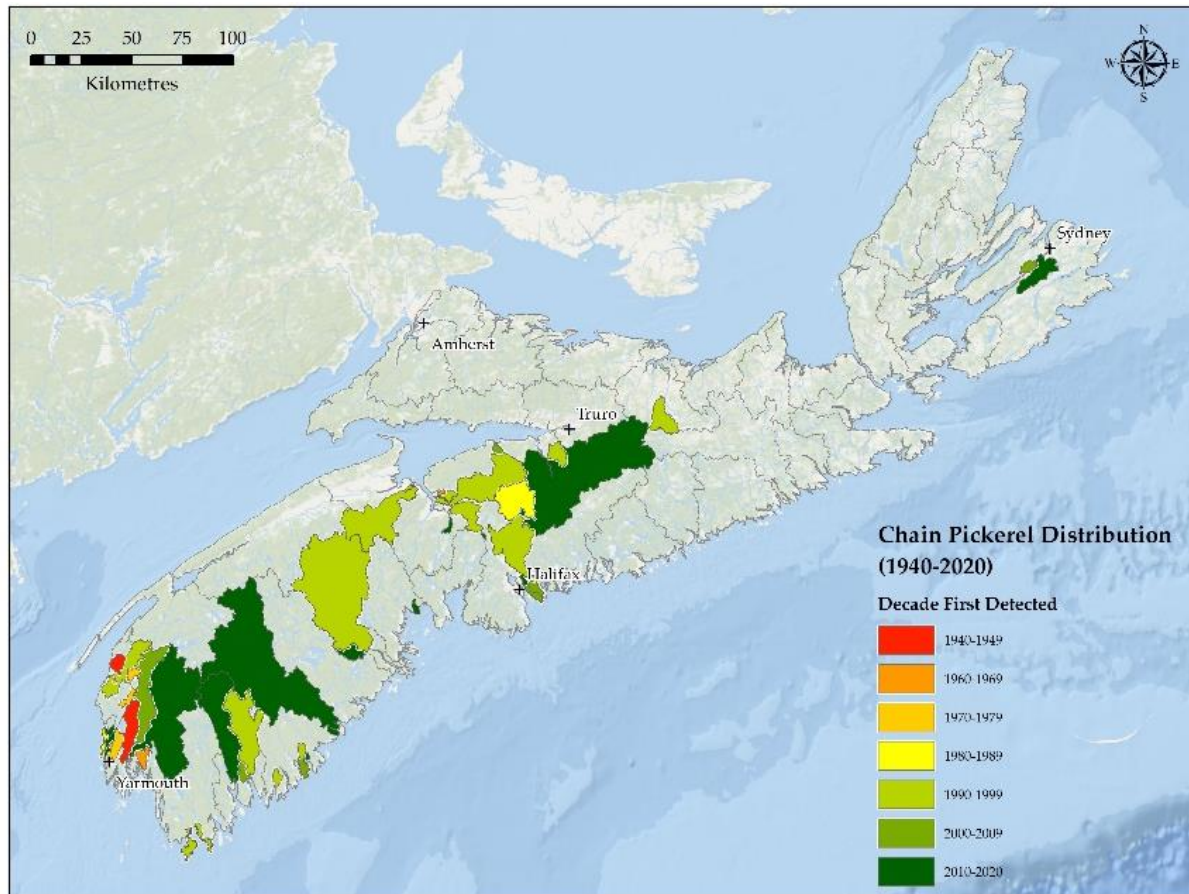 0 25 50 75 100
Kilometres
N
W E
S
Sydney
Amherst
Truro
Halifax
Yarmouth
Chain Pickerel Distribution
(1940-2020)
Decade First Detected
1940-1949
1960-1969
1970-1979
1980-1989
1990-1999
2000-2009
2010-2020